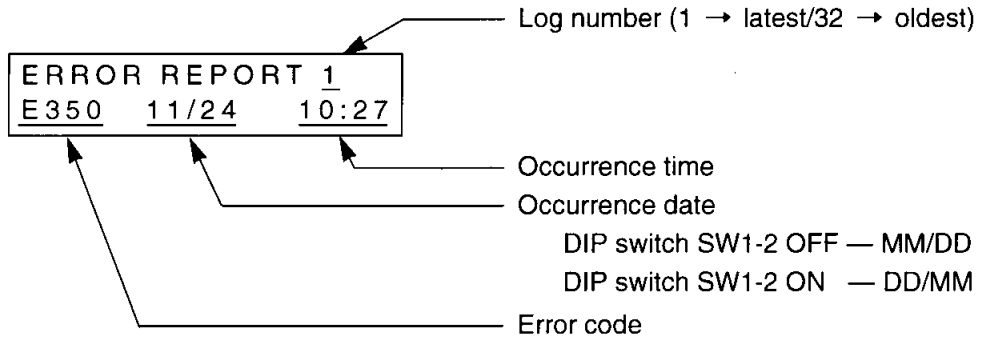 Log number (1 → latest/32 → oldest)
ERROR REPORT 1
E350 11/24 10:27
Occurrence time
Occurrence date
DIP switch SW1-2 OFF — MM/DD
DIP switch SW1-2 ON — DD/MM
Error code